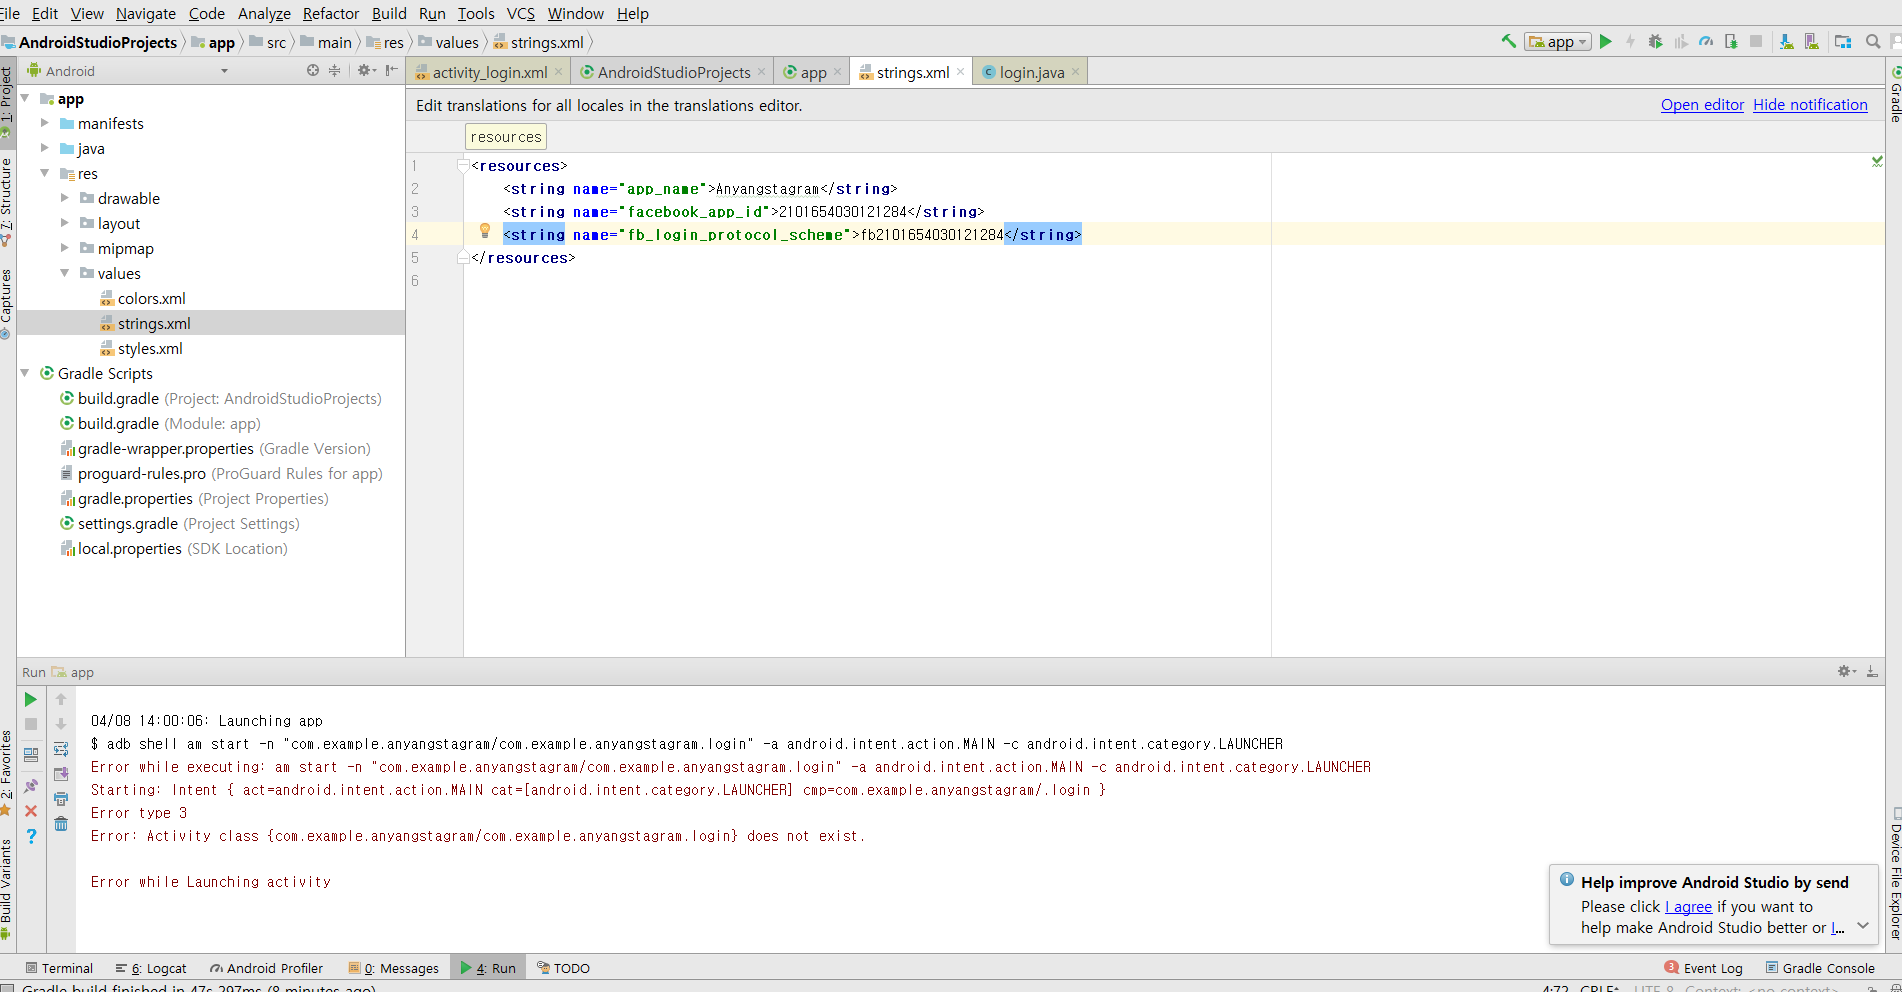 File Edit View Navigate Code Analyze Refactor Build Run Tools VCS Window Help
AndroidStudioProjects app src main res values strings.xml
app
Android
activity_login.xml AndroidStudioProjects app strings.xml login.java
1: Project
7: Structure
Captures
2: Favorites
Build Variants
app
manifests
java
res
drawable
layout
mipmap
values
colors.xml
strings.xml
styles.xml
Gradle Scripts
build.gradle (Project: AndroidStudioProjects)
build.gradle (Module: app)
gradle-wrapper.properties (Gradle Version)
proguard-rules.pro (ProGuard Rules for app)
gradle.properties (Project Properties)
settings.gradle (Project Settings)
local.properties (SDK Location)
Edit translations for all locales in the translations editor.
Open editor Hide notification
resources
1 <resources>
2 <string name="app_name">Anyangstagram</string>
3 <string name="facebook_app_id">2101654030121284</string>
4 <string name="fb_login_protocol_scheme">fb2101654030121284</string>
5 </resources>
6
Gradle
Device File Explorer
Run app
04/08 14:00:06: Launching app
$ adb shell am start -n "com.example.anyangstagram/com.example.anyangstagram.login" -a android.intent.action.MAIN -c android.intent.category.LAUNCHER
Error while executing: am start -n "com.example.anyangstagram/com.example.anyangstagram.login" -a android.intent.action.MAIN -c android.intent.category.LAUNCHER
Starting: Intent { act=android.intent.action.MAIN cat=[android.intent.category.LAUNCHER] cmp=com.example.anyangstagram/.login }
Error type 3
Error: Activity class {com.example.anyangstagram/com.example.anyangstagram.login} does not exist.
Error while Launching activity
Help improve Android Studio by send
Please click I agree if you want to
help make Android Studio better or I...
Terminal 6: Logcat Android Profiler 0: Messages 4: Run TODO
3 Event Log Gradle Console
Gradle build finished in 47s 297ms (8 minutes ago)
4:72 CRLF UTF-8 Context: <no context>